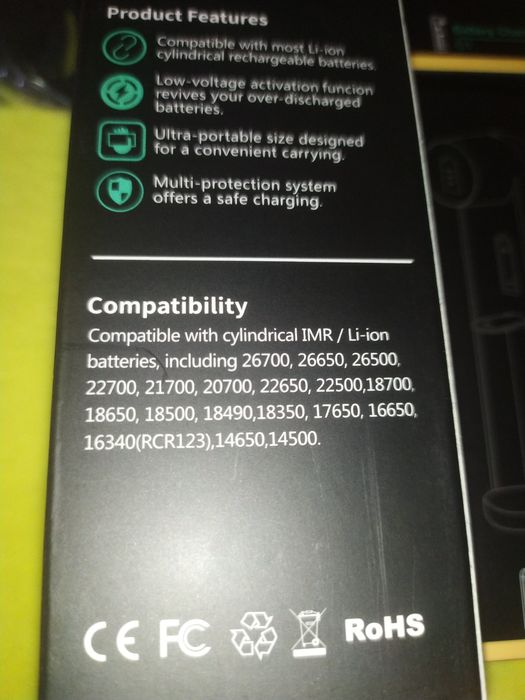 Product Features
Compatible with most Li-ion
cylindrical rechargeable batteries.
Low-voltage activation funcion
revives your over-discharged
batteries.
Ultra-portable size designed
for a convenient carrying.
Multi-protection system
offers a safe charging.
Compatibility
Compatible with cylindrical IMR / Li-ion
batteries, including 26700, 26650, 26500,
22700, 21700, 20700, 22650, 22500,18700,
18650, 18500, 18490,18350, 17650, 16650,
16340(RCR123),14650,14500.
CE FC RoHS
Battery